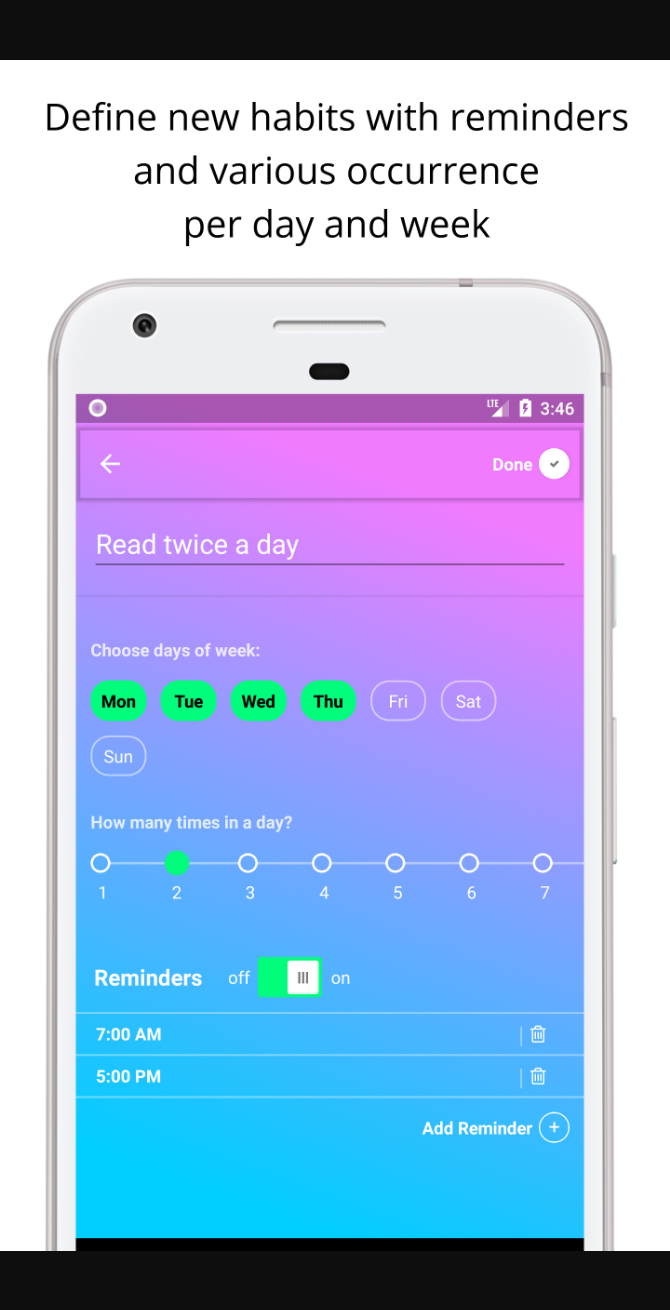 Define new habits with reminders
and various occurrence
per day and week
LTE 3:46
Done
Read twice a day
Choose days of week:
Mon Tue Wed Thu Fri Sat
Sun
How many times in a day?
1 2 3 4 5 6 7
Reminders off on
7:00 AM
5:00 PM
Add Reminder